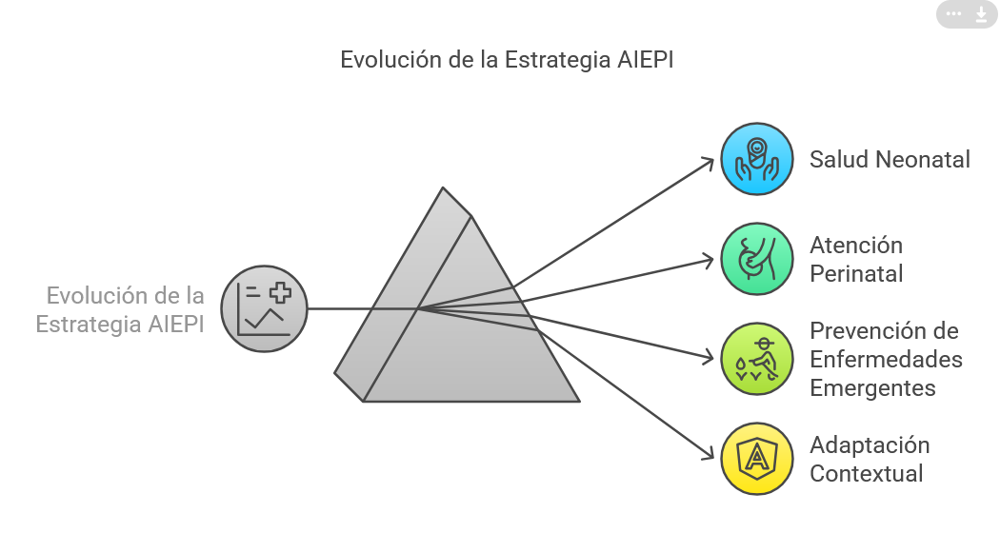 Evolución de la Estrategia AIEPI
Evolución de la
Estrategia AIEPI
Salud Neonatal
Atención
Perinatal
Prevención de
Enfermedades
Emergentes
Adaptación
Contextual